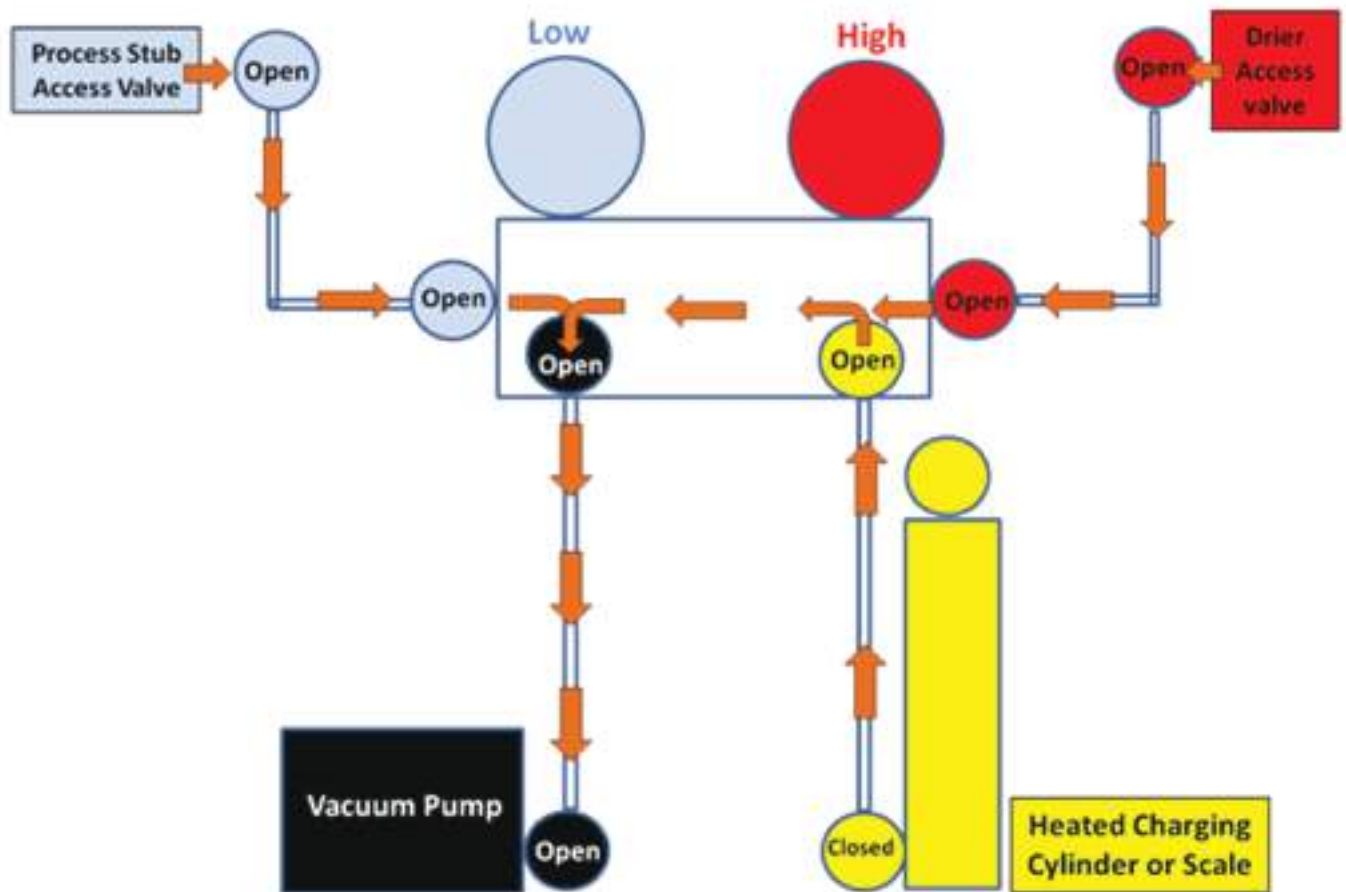 Process Stub
Access Valve
Open
Low
High
Open
Drier
Access
valve
Open
Open
Open
Open
Vacuum Pump
Open
Closed
Heated Charging
Cylinder or Scale